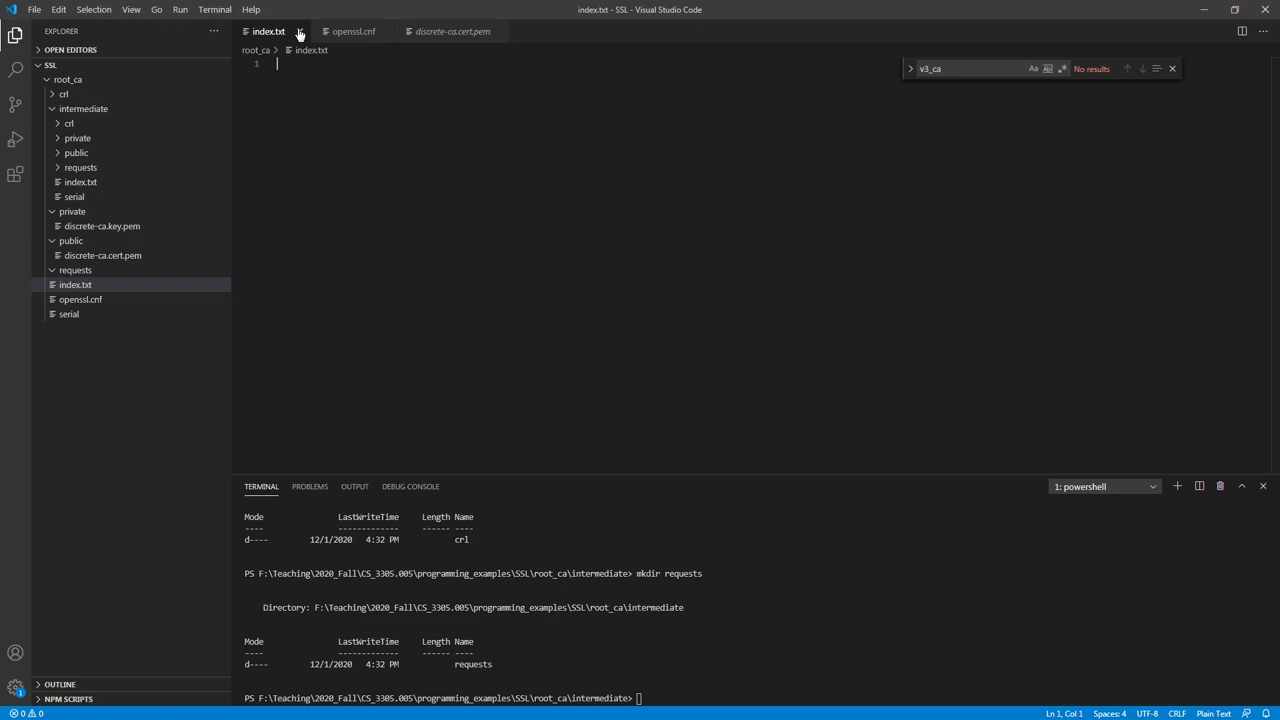 File Edit Selection View Go Run Terminal Help
index.txt - SSL - Visual Studio Code
EXPLORER
OPEN EDITORS
SSL
root_ca
crl
intermediate
crl
private
public
requests
index.txt
serial
private
discrete-ca.key.pem
public
discrete-ca.cert.pem
requests
index.txt
openssl.cnf
serial
OUTLINE
NPM SCRIPTS
index.txt openssl.cnf discrete-ca.cert.pem
root_ca > index.txt
1
v3_ca Aa Abl .* No results
TERMINAL PROBLEMS OUTPUT DEBUG CONSOLE 1: powershell
Mode LastWriteTime Length Name
---- ------------- ------ ----
d---- 12/1/2020 4:32 PM crl
PS F:\Teaching\2020_Fall\CS_3305.005\programming_examples\SSL\root_ca\intermediate> mkdir requests
Directory: F:\Teaching\2020_Fall\CS_3305.005\programming_examples\SSL\root_ca\intermediate
Mode LastWriteTime Length Name
---- ------------- ------ ----
d---- 12/1/2020 4:32 PM requests
PS F:\Teaching\2020_Fall\CS_3305.005\programming_examples\SSL\root_ca\intermediate>
1
0 0 Ln 1, Col 1 Spaces: 4 UTF-8 CRLF Plain Text